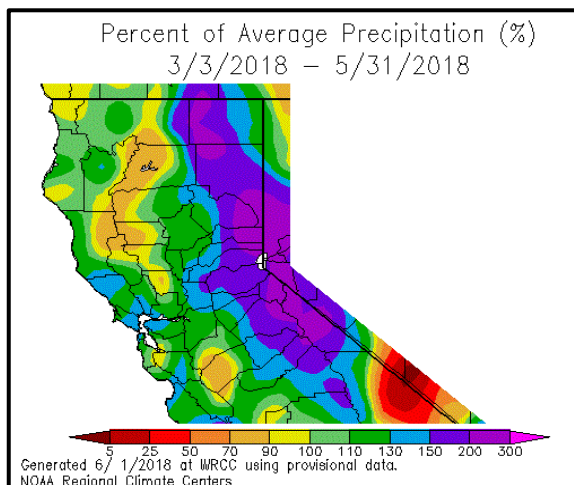 Percent of Average Precipitation (%)
3/3/2018 – 5/31/2018
5 25 50 70 90 100 110 130 150 200 300
Generated 6/ 1/2018 at WRCC using provisional data.
NOAA Regional Climate Centers